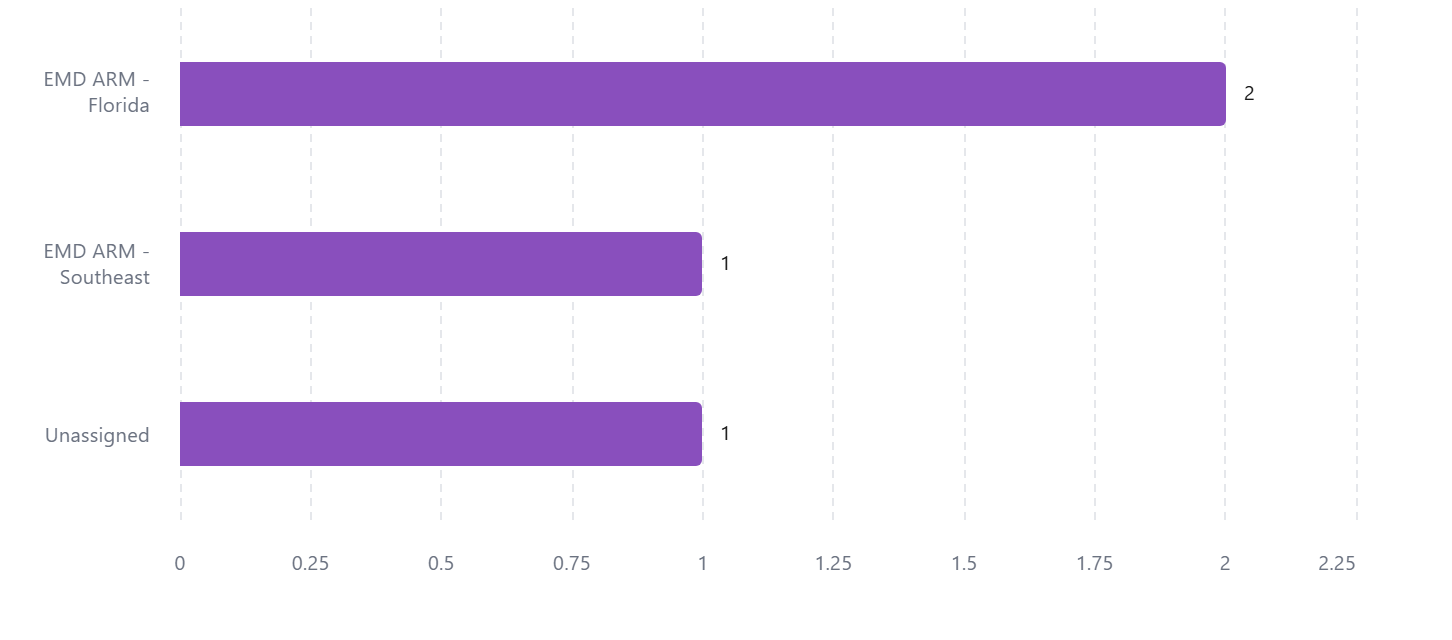 EMD ARM -
Florida
2
EMD ARM -
Southeast
1
Unassigned
1
0 0.25 0.5 0.75 1 1.25 1.5 1.75 2 2.25